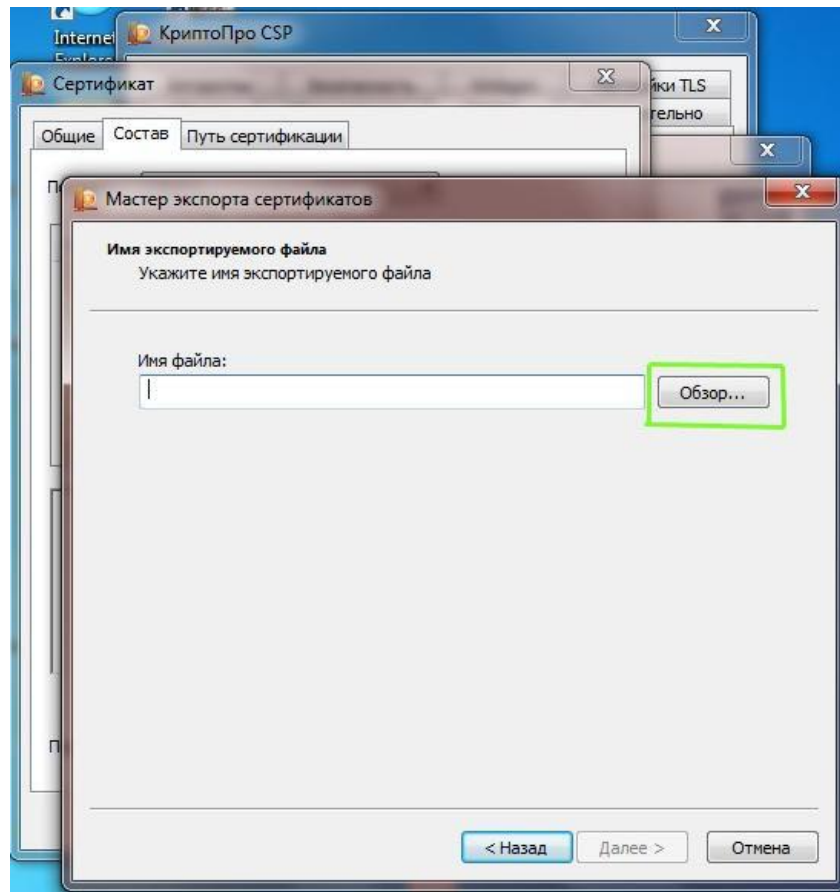 Internet
КриптоПро CSP
Сертификат
йки TLS
тельно
Общие
Состав
Путь сертификации
Мастер экспорта сертификатов
Имя экспортируемого файла
Укажите имя экспортируемого файла
Имя файла:
Обзор...
< Назад
Далее >
Отмена